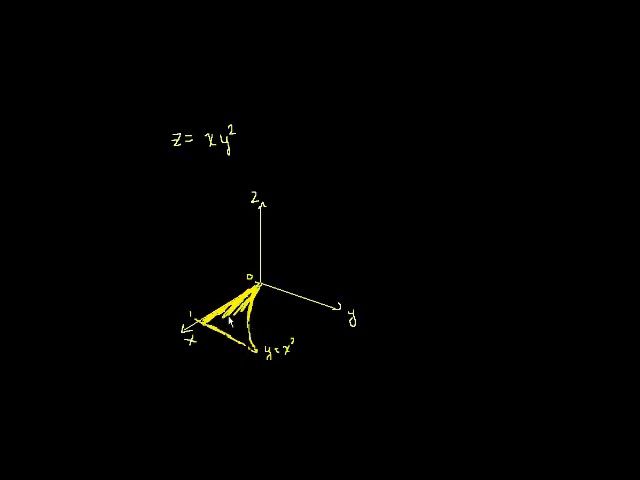 z = xy²
z
0
1
x
y
y = x²